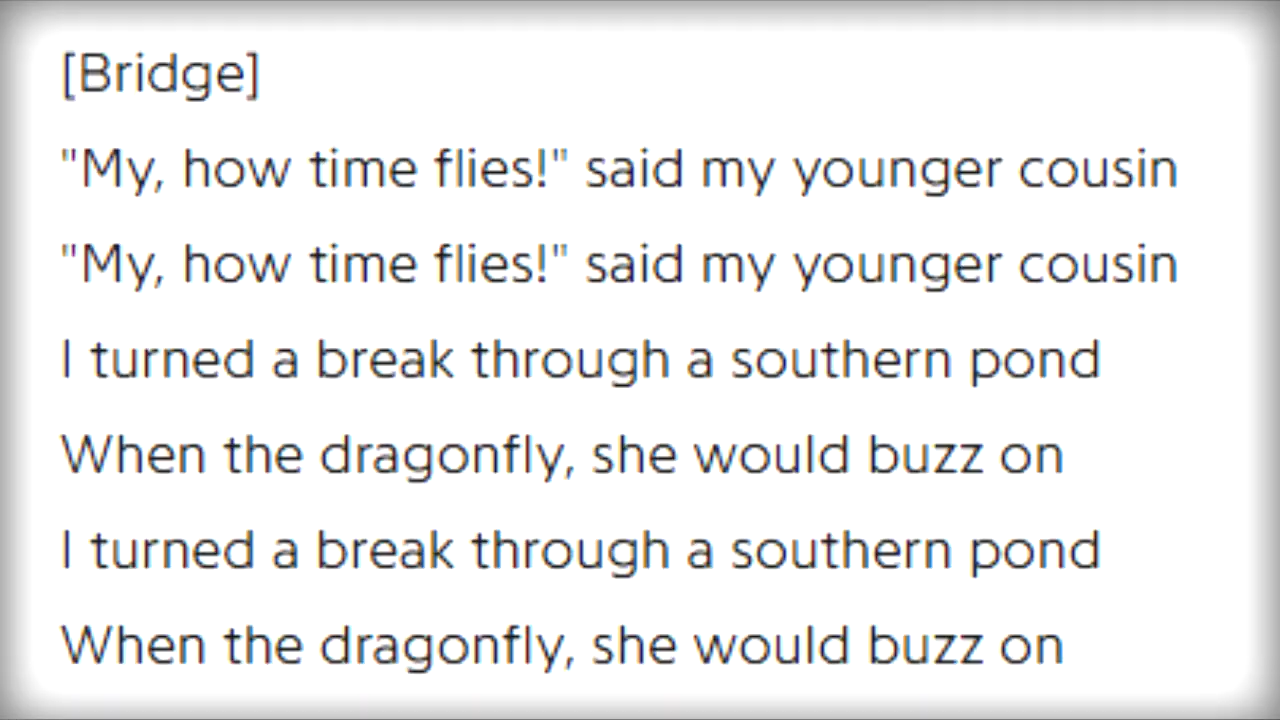 [Bridge]
"My, how time flies!" said my younger cousin
"My, how time flies!" said my younger cousin
I turned a break through a southern pond
When the dragonfly, she would buzz on
I turned a break through a southern pond
When the dragonfly, she would buzz on